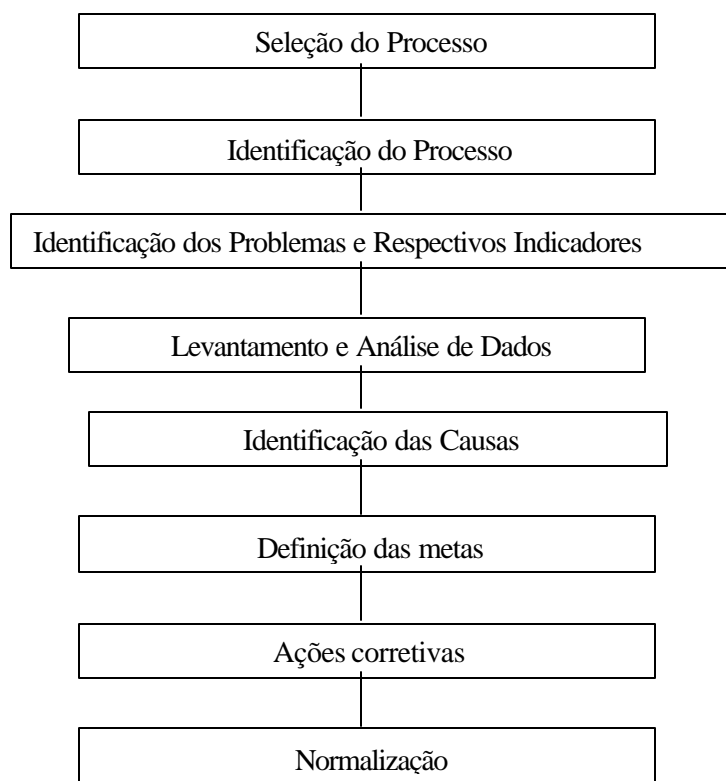 Seleção do Processo
Identificação do Processo
Identificação dos Problemas e Respectivos Indicadores
Levantamento e Análise de Dados
Identificação das Causas
Definição das metas
Ações corretivas
Normalização